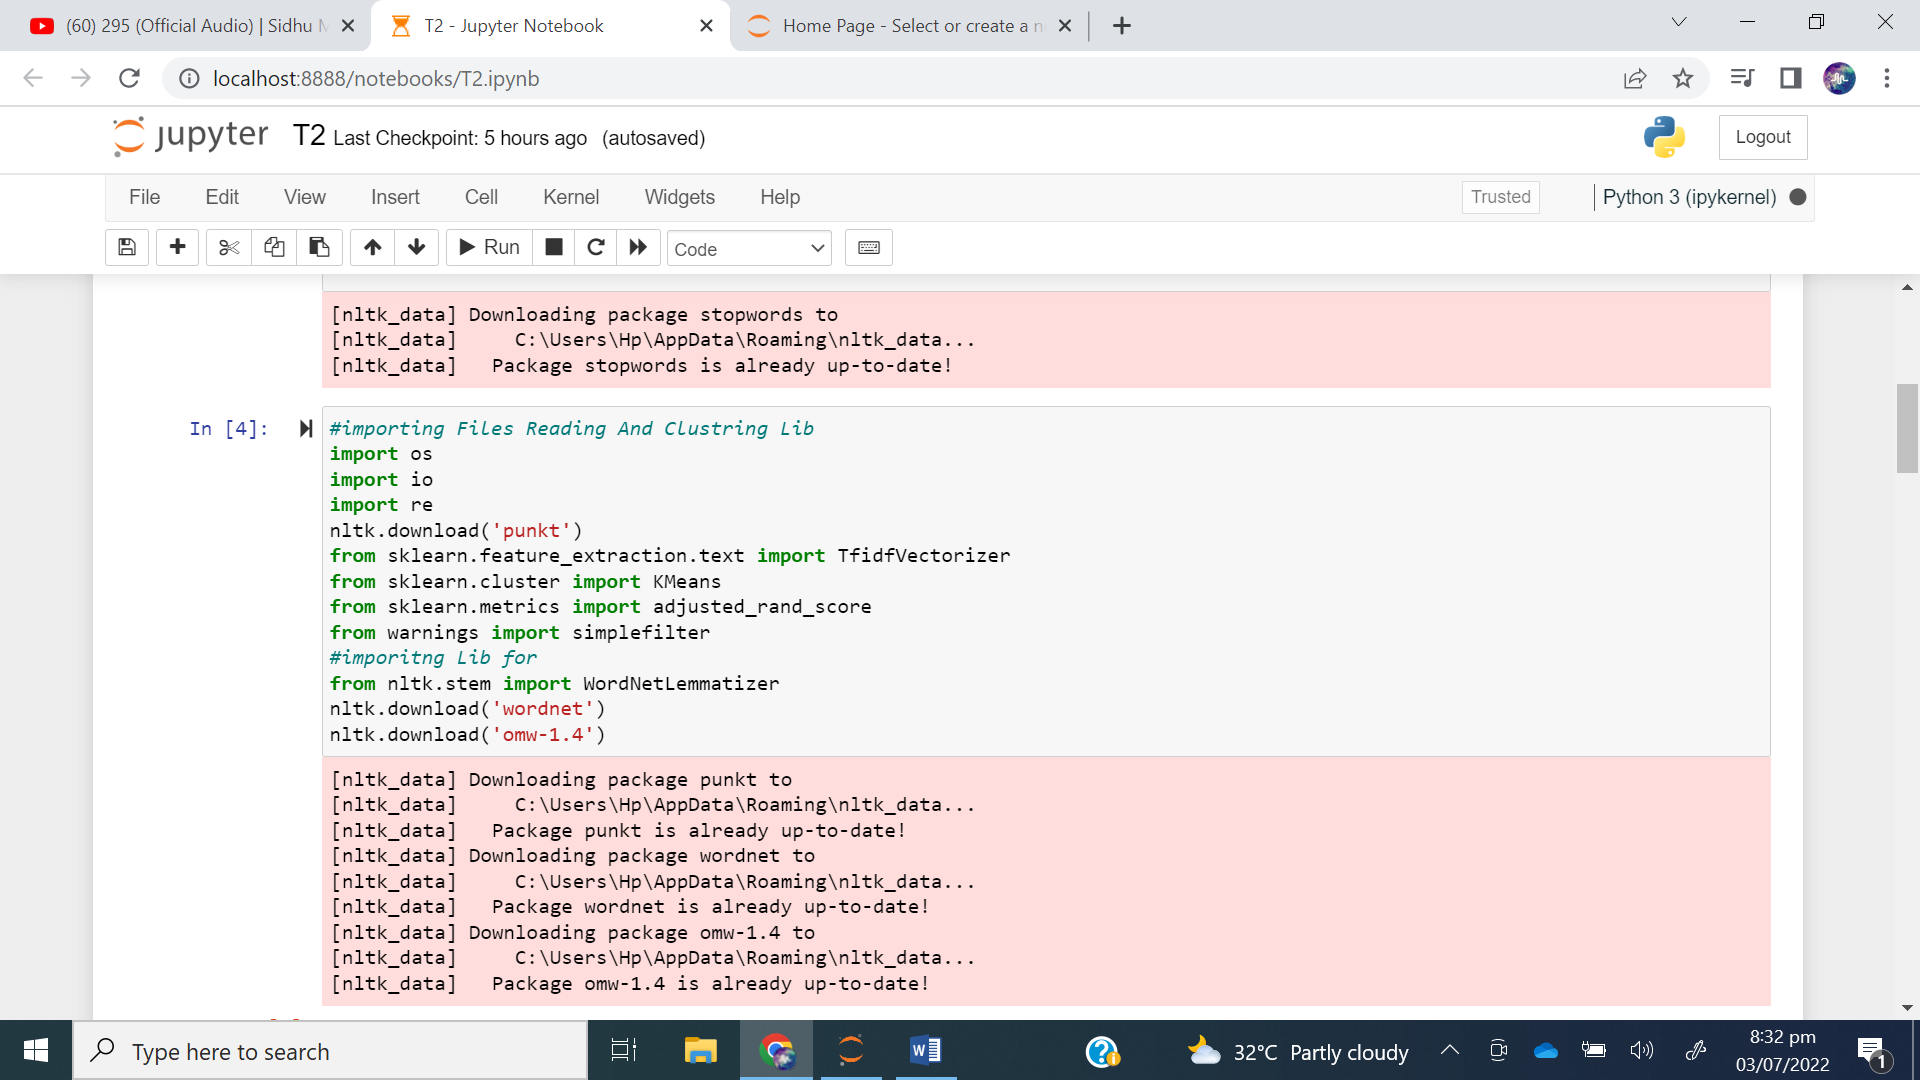 (60) 295 (Official Audio) | Sidhu
T2 - Jupyter Notebook
Home Page - Select or create a n
localhost:8888/notebooks/T2.ipynb
jupyter T2 Last Checkpoint: 5 hours ago (autosaved)
Logout
File Edit View Insert Cell Kernel Widgets Help
Trusted
Python 3 (ipykernel)
Run
Code
[nltk_data] Downloading package stopwords to
[nltk_data]     C:\Users\Hp\AppData\Roaming\nltk_data...
[nltk_data]   Package stopwords is already up-to-date!
In [4]:
#importing Files Reading And Clustring Lib
import os
import io
import re
nltk.download('punkt')
from sklearn.feature_extraction.text import TfidfVectorizer
from sklearn.cluster import KMeans
from sklearn.metrics import adjusted_rand_score
from warnings import simplefilter
#imporitng Lib for
from nltk.stem import WordNetLemmatizer
nltk.download('wordnet')
nltk.download('omw-1.4')
[nltk_data] Downloading package punkt to
[nltk_data]     C:\Users\Hp\AppData\Roaming\nltk_data...
[nltk_data]   Package punkt is already up-to-date!
[nltk_data] Downloading package wordnet to
[nltk_data]     C:\Users\Hp\AppData\Roaming\nltk_data...
[nltk_data]   Package wordnet is already up-to-date!
[nltk_data] Downloading package omw-1.4 to
[nltk_data]     C:\Users\Hp\AppData\Roaming\nltk_data...
[nltk_data]   Package omw-1.4 is already up-to-date!
Type here to search
32°C Partly cloudy
8:32 pm
03/07/2022
1